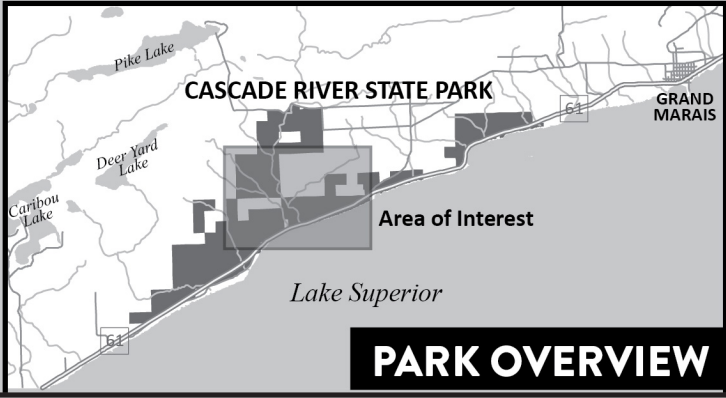 Pike Lake
CASCADE RIVER STATE PARK
61
GRAND
MARAIS
Deer Yard
Lake
Caribou
Lake
Area of Interest
Lake Superior
61
PARK OVERVIEW